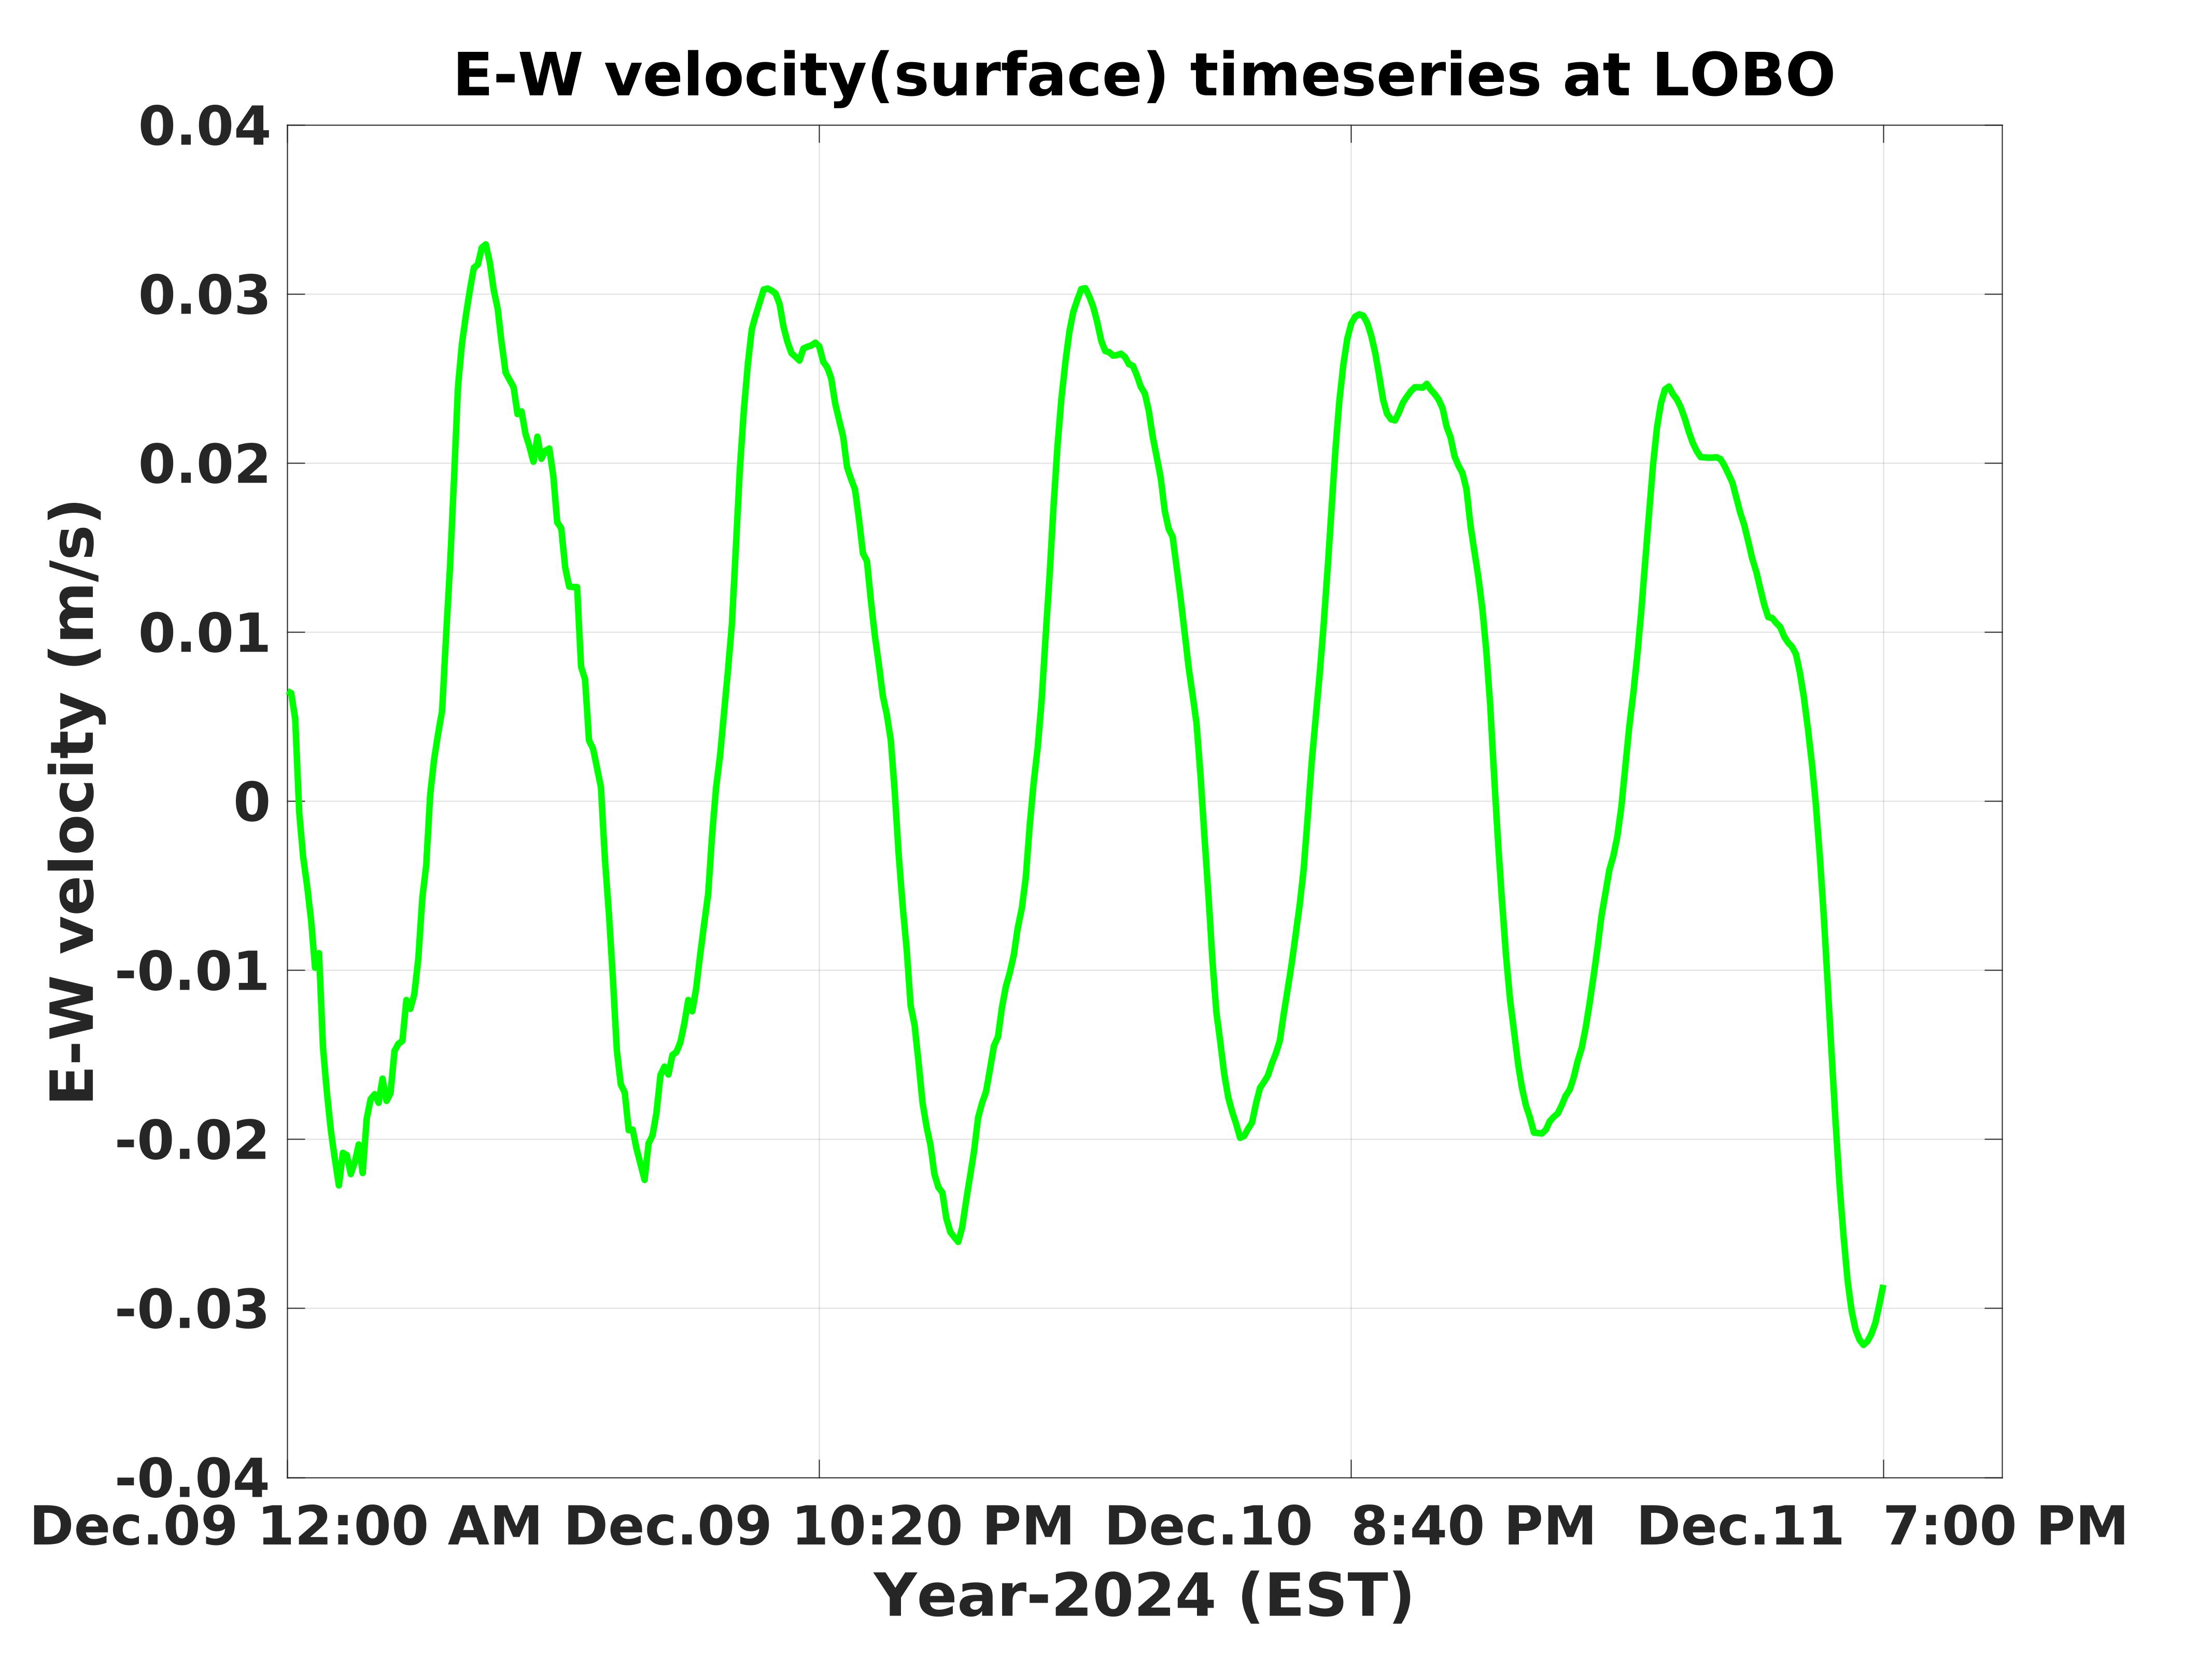 E-W velocity(surface) timeseries at LOBO
0.04
0.03
0.02
0.01
0
-0.01
-0.02
-0.03
-0.04
E-W velocity (m/s)
Dec.09 12:00 AM Dec.09 10:20 PM Dec.10 8:40 PM Dec.11 7:00 PM
Year-2024 (EST)